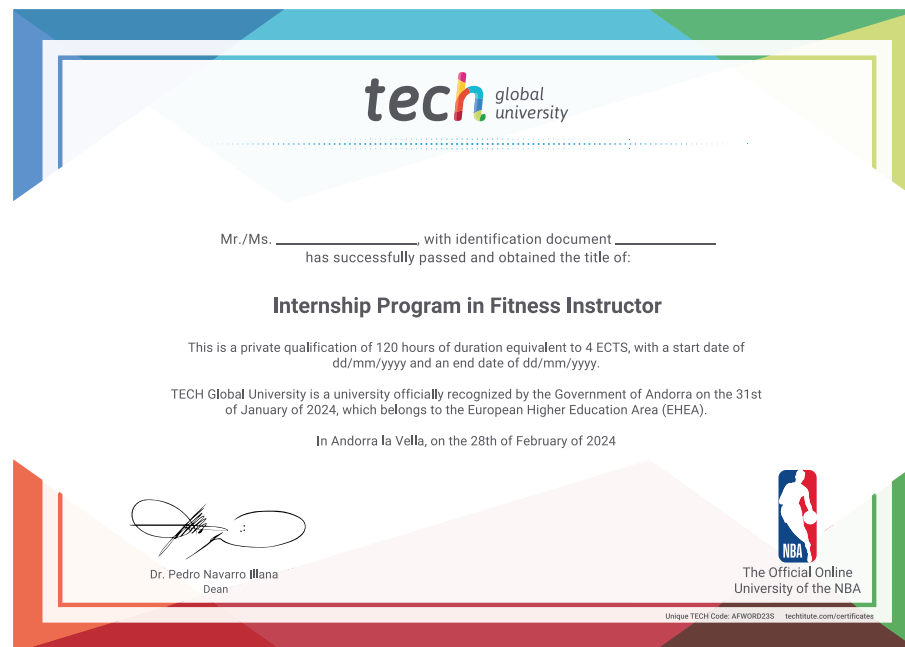 tech global university
Mr./Ms. ____________, with identification document ____________
has successfully passed and obtained the title of:
Internship Program in Fitness Instructor
This is a private qualification of 120 hours of duration equivalent to 4 ECTS, with a start date of
dd/mm/yyyy and an end date of dd/mm/yyyy.
TECH Global University is a university officially recognized by the Government of Andorra on the 31st
of January of 2024, which belongs to the European Higher Education Area (EHEA).
In Andorra la Vella, on the 28th of February of 2024
Dr. Pedro Navarro Illana
Dean
NBA
The Official Online
University of the NBA
Unique TECH Code: AFWORD23S techtitute.com/certificates